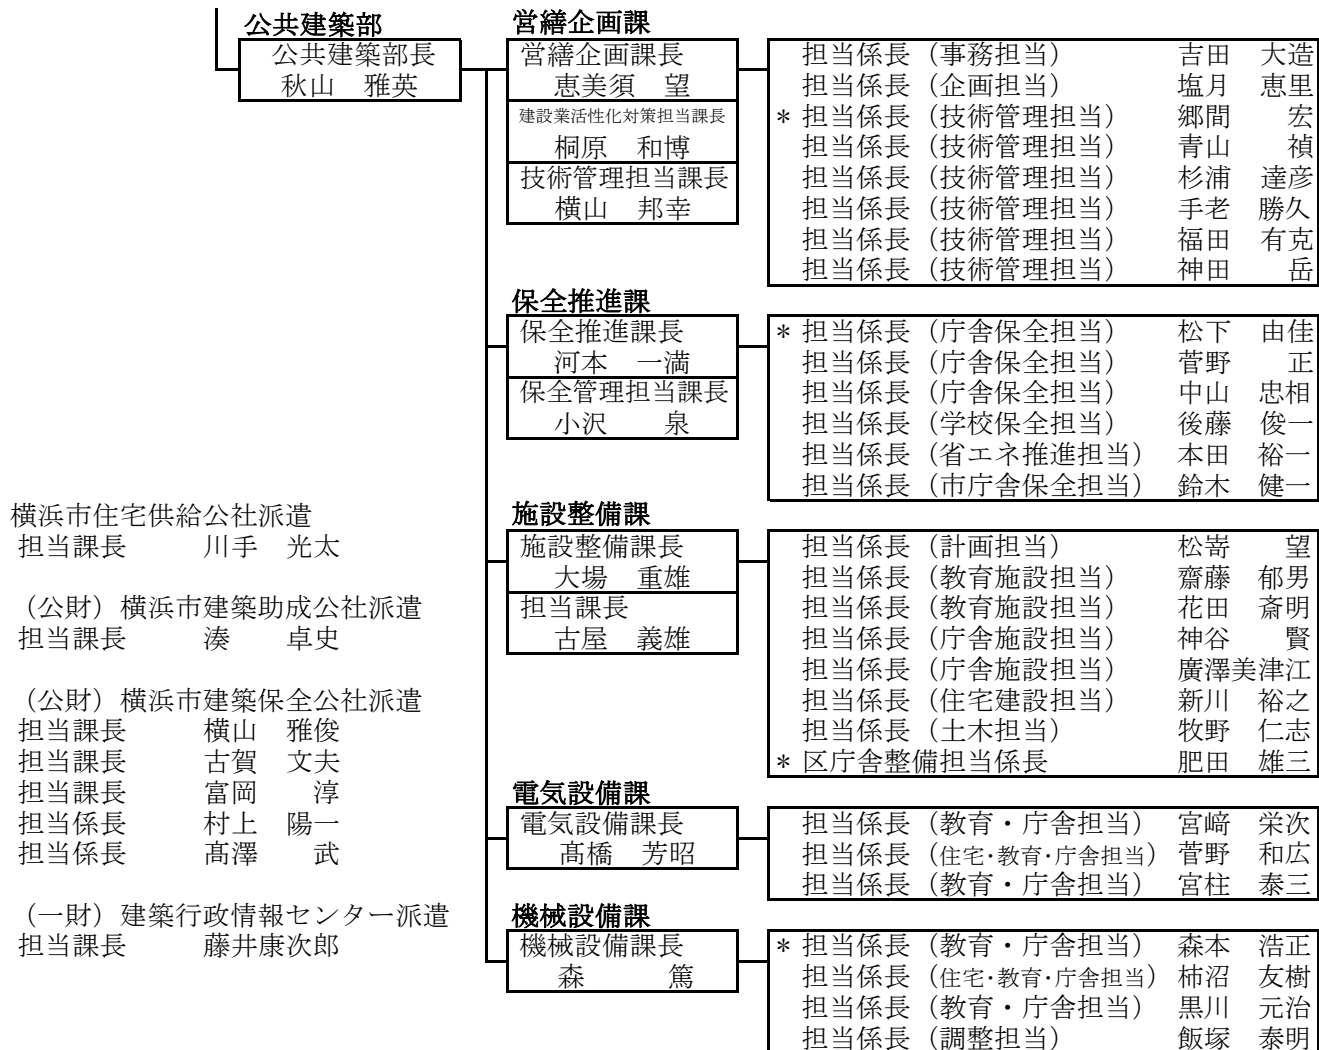 公共建築部
公共建築部長
秋山　雅英
営繕企画課
営繕企画課長
恵美須　望
建設業活性化対策担当課長
桐原　和博
技術管理担当課長
横山　邦幸
担当係長（事務担当）　吉田　大造
担当係長（企画担当）　塩月　恵里
* 担当係長（技術管理担当）　郷間　宏
担当係長（技術管理担当）　青山　禎
担当係長（技術管理担当）　杉浦　達彦
担当係長（技術管理担当）　手老　勝久
担当係長（技術管理担当）　福田　有克
担当係長（技術管理担当）　神田　岳
保全推進課
保全推進課長
河本　一満
保全管理担当課長
小沢　泉
* 担当係長（庁舎保全担当）　松下　由佳
担当係長（庁舎保全担当）　菅野　正
担当係長（庁舎保全担当）　中山　忠相
担当係長（学校保全担当）　後藤　俊一
担当係長（省エネ推進担当）　本田　裕一
担当係長（市庁舎保全担当）　鈴木　健一
施設整備課
施設整備課長
大場　重雄
担当課長
古屋　義雄
担当係長（計画担当）　松嵜　望
担当係長（教育施設担当）　齋藤　郁男
担当係長（教育施設担当）　花田　斎明
担当係長（庁舎施設担当）　神谷　賢
担当係長（庁舎施設担当）　廣澤美津江
担当係長（住宅建設担当）　新川　裕之
担当係長（土木担当）　牧野　仁志
* 区庁舎整備担当係長　肥田　雄三
電気設備課
電気設備課長
髙橋　芳昭
担当係長（教育・庁舎担当）　宮﨑　栄次
担当係長（住宅・教育・庁舎担当）　菅野　和広
担当係長（教育・庁舎担当）　宮柱　泰三
機械設備課
機械設備課長
森　篤
* 担当係長（教育・庁舎担当）　森本　浩正
担当係長（住宅・教育・庁舎担当）　柿沼　友樹
担当係長（教育・庁舎担当）　黒川　元治
担当係長（調整担当）　飯塚　泰明
横浜市住宅供給公社派遣
担当課長　川手　光太
（公財）横浜市建築助成公社派遣
担当課長　湊　卓史
（公財）横浜市建築保全公社派遣
担当課長　横山　雅俊
担当課長　古賀　文夫
担当課長　富岡　淳
担当係長　村上　陽一
担当係長　髙澤　武
（一財）建築行政情報センター派遣
担当課長　藤井康次郎